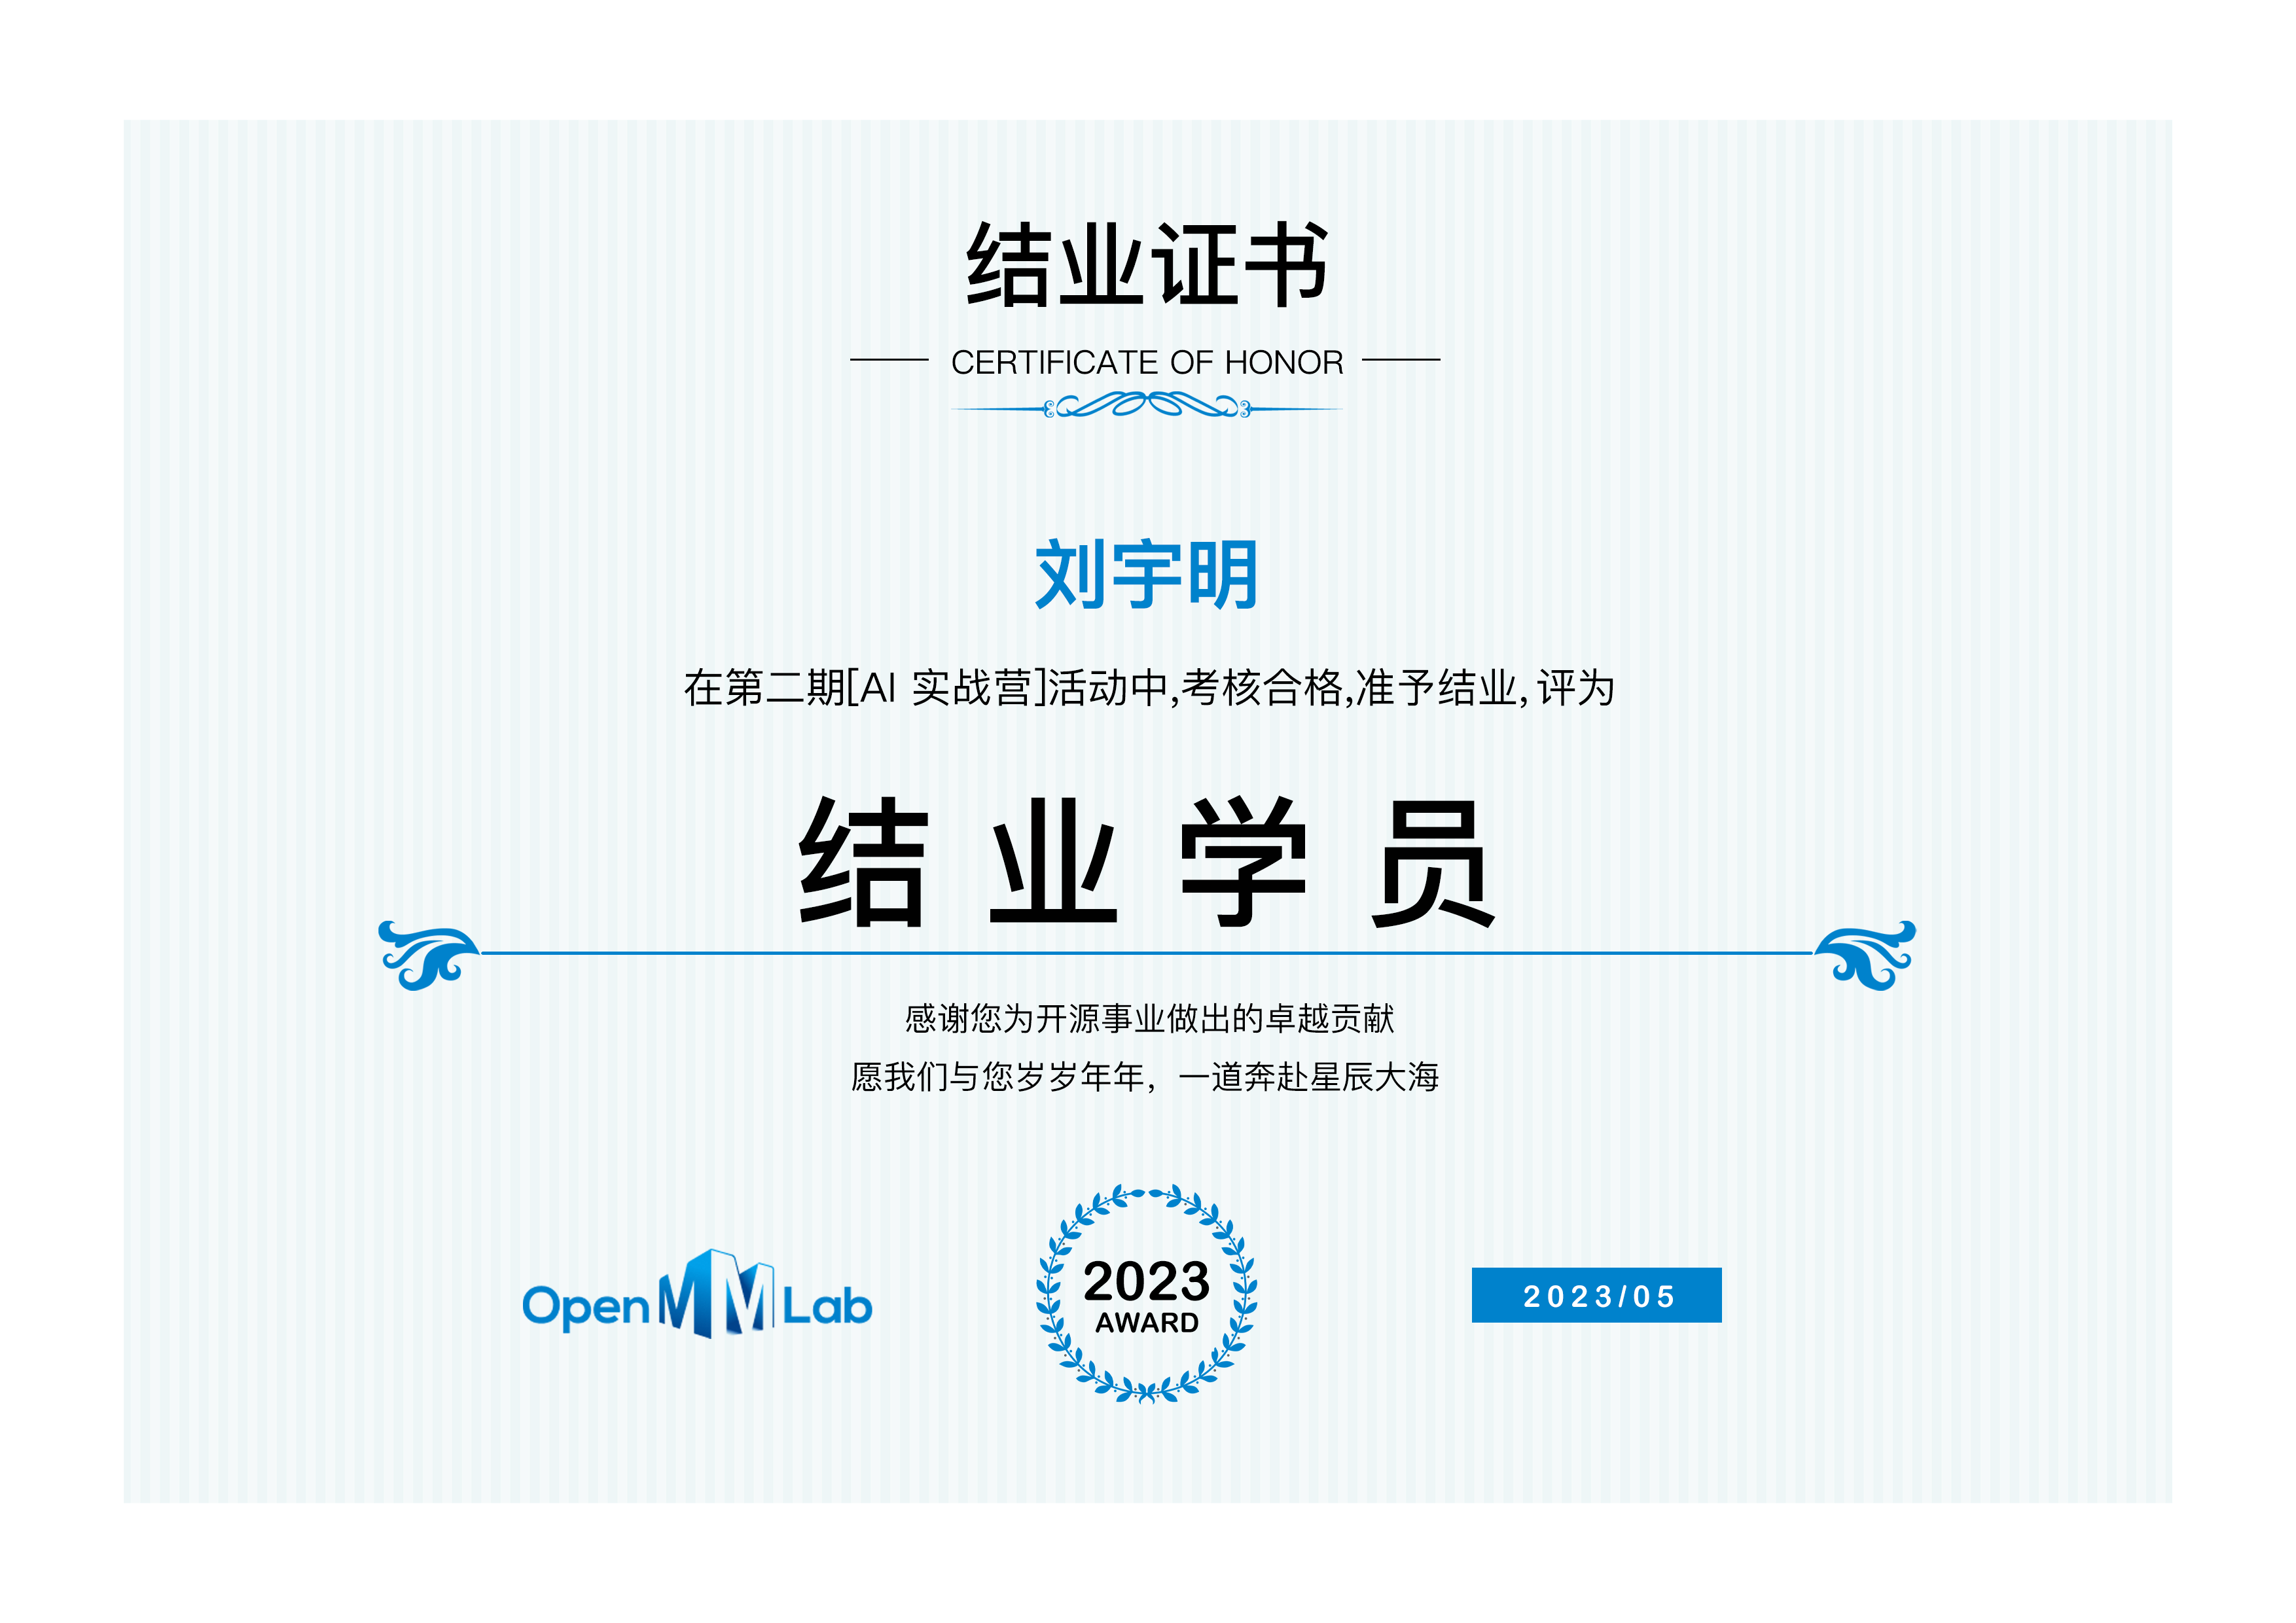 结业证书
CERTIFICATE OF HONOR
刘宇明
在第二期[AI 实战营]活动中,考核合格,准予结业, 评为
结业学员
感谢您为开源事业做出的卓越贡献
愿我们与您岁岁年年，一道奔赴星辰大海
OpenMMLab
2023
AWARD
2023/05